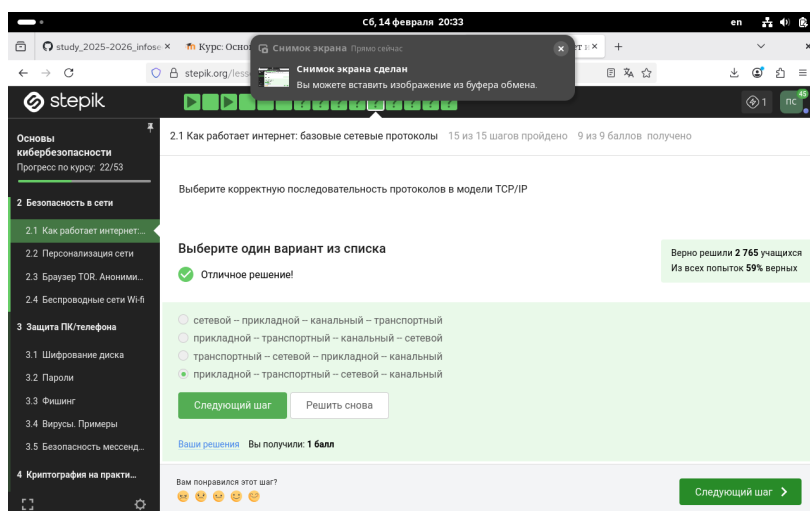 Сб, 14 февраля 20:33
en
study_2025-2026_infose
Курс: Осно
Снимок экрана Прямо сейчас
Снимок экрана сделан
Вы можете вставить изображение из буфера обмена.
stepik.org/less
stepik
1
ПС
45
Основы кибербезопасности
Прогресс по курсу: 22/53
2.1 Как работает интернет: базовые сетевые протоколы 15 из 15 шагов пройдено 9 из 9 баллов получено
2 Безопасность в сети
2.1 Как работает интернет:...
2.2 Персонализация сети
2.3 Браузер TOR. Аноними...
2.4 Беспроводные сети Wi-fi
3 Защита ПК/телефона
3.1 Шифрование диска
3.2 Пароли
3.3 Фишинг
3.4 Вирусы. Примеры
3.5 Безопасность мессенд...
4 Криптография на практи...
Выберите корректную последовательность протоколов в модели TCP/IP
Выберите один вариант из списка
Отличное решение!
Верно решили 2 765 учащихся
Из всех попыток 59% верных
сетевой -- прикладной -- канальный -- транспортный
прикладной -- транспортный -- канальный -- сетевой
транспортный -- сетевой -- прикладной -- канальный
прикладной -- транспортный -- сетевой -- канальный
Следующий шаг
Решить снова
Ваши решения Вы получили: 1 балл
Вам понравился этот шаг?
Следующий шаг